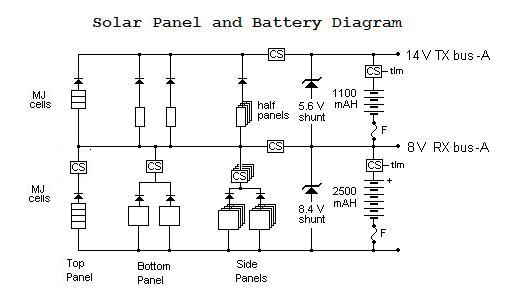 Solar Panel and Battery Diagram
CS
14V TX bus -A
CS tlm
MJ
cells
half
panels
5.6 V
shunt
1100
mAH
F
CS
8V RX bus-A
CS
CS
CS
CS tlm
+
MJ
cells
8.4 V
shunt
2500
mAH
F
Top
Panel
Bottom
Panel
Side
Panels